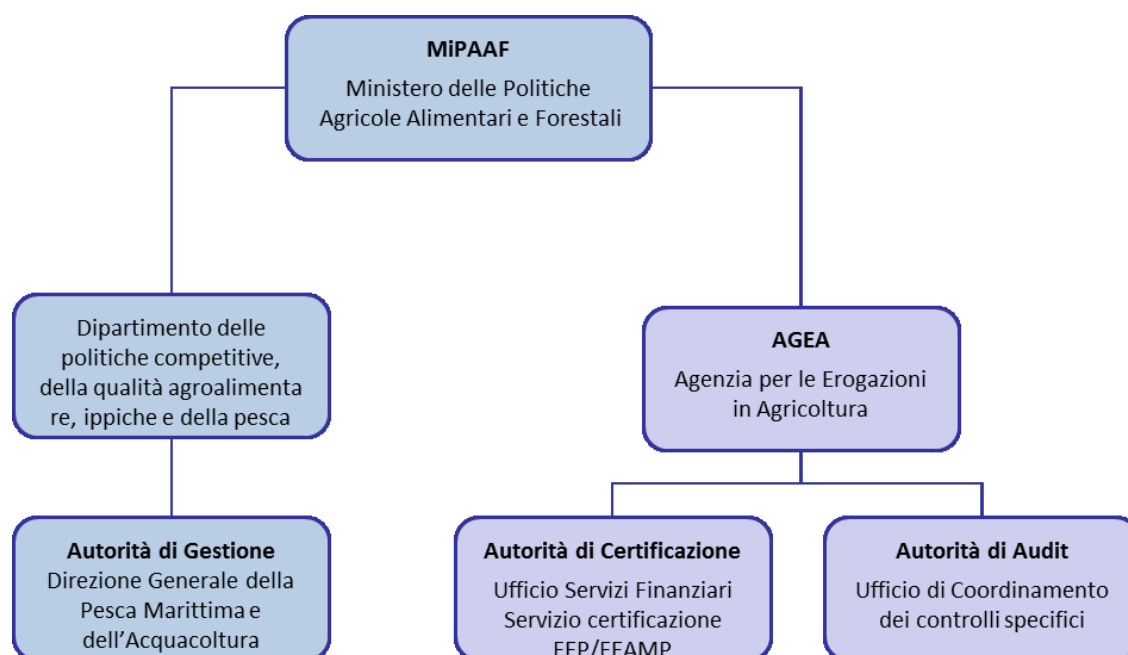 MiPAAF
Ministero delle Politiche
Agricole Alimentari e Forestali
Dipartimento delle
politiche competitive,
della qualità agroalimenta
re, ippiche e della pesca
AGEA
Agenzia per le Erogazioni
in Agricoltura
Autorità di Gestione
Direzione Generale della
Pesca Marittima e
dell’Acquacoltura
Autorità di Certificazione
Ufficio Servizi Finanziari
Servizio certificazione
FEP/FEAMP
Autorità di Audit
Ufficio di Coordinamento
dei controlli specifici